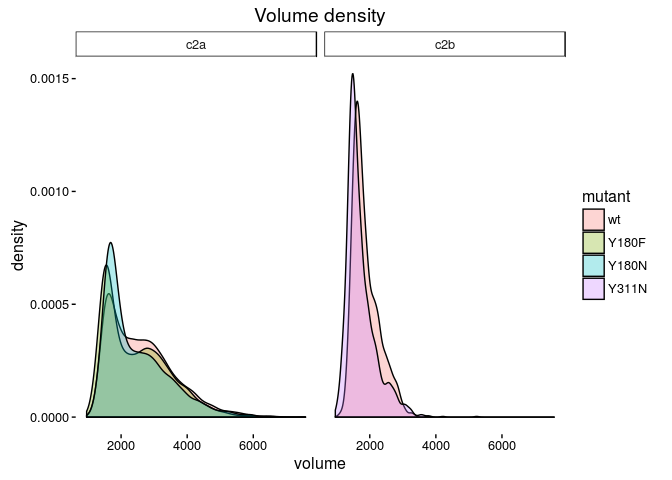 Volume density
c2a
c2b
0.0015
0.0010
0.0005
0.0000
density
2000 4000 6000
2000 4000 6000
volume
mutant
wt
Y180F
Y180N
Y311N